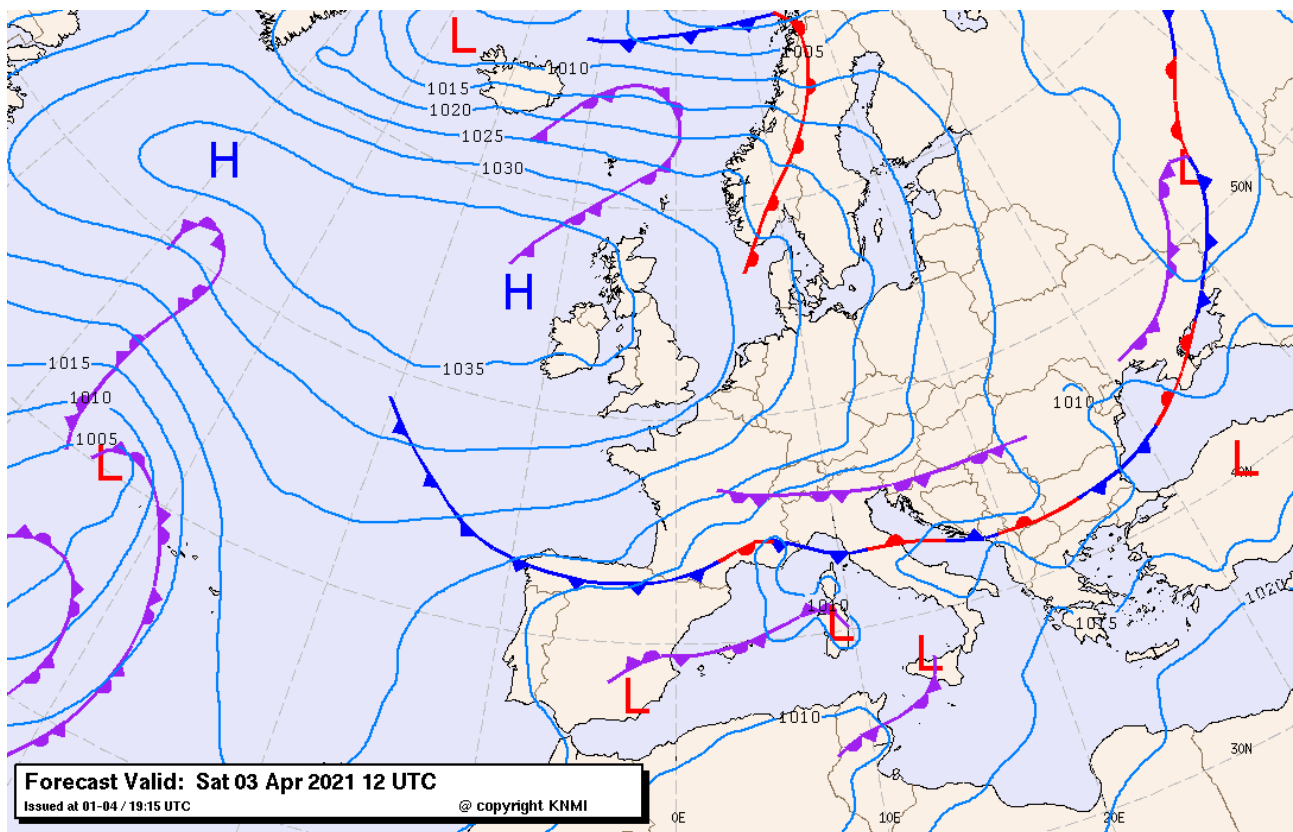 L
1005
1010
1015
1020
1025
1030
H
L
50N
H
1035
1015
1010
1005
L
1010
L
40N
1020
1010
L
1015
L
L
1010
30N
Forecast Valid: Sat 03 Apr 2021 12 UTC
Issued at 01-04 / 19:15 UTC @ copyright KNMI
0E 10E 20E